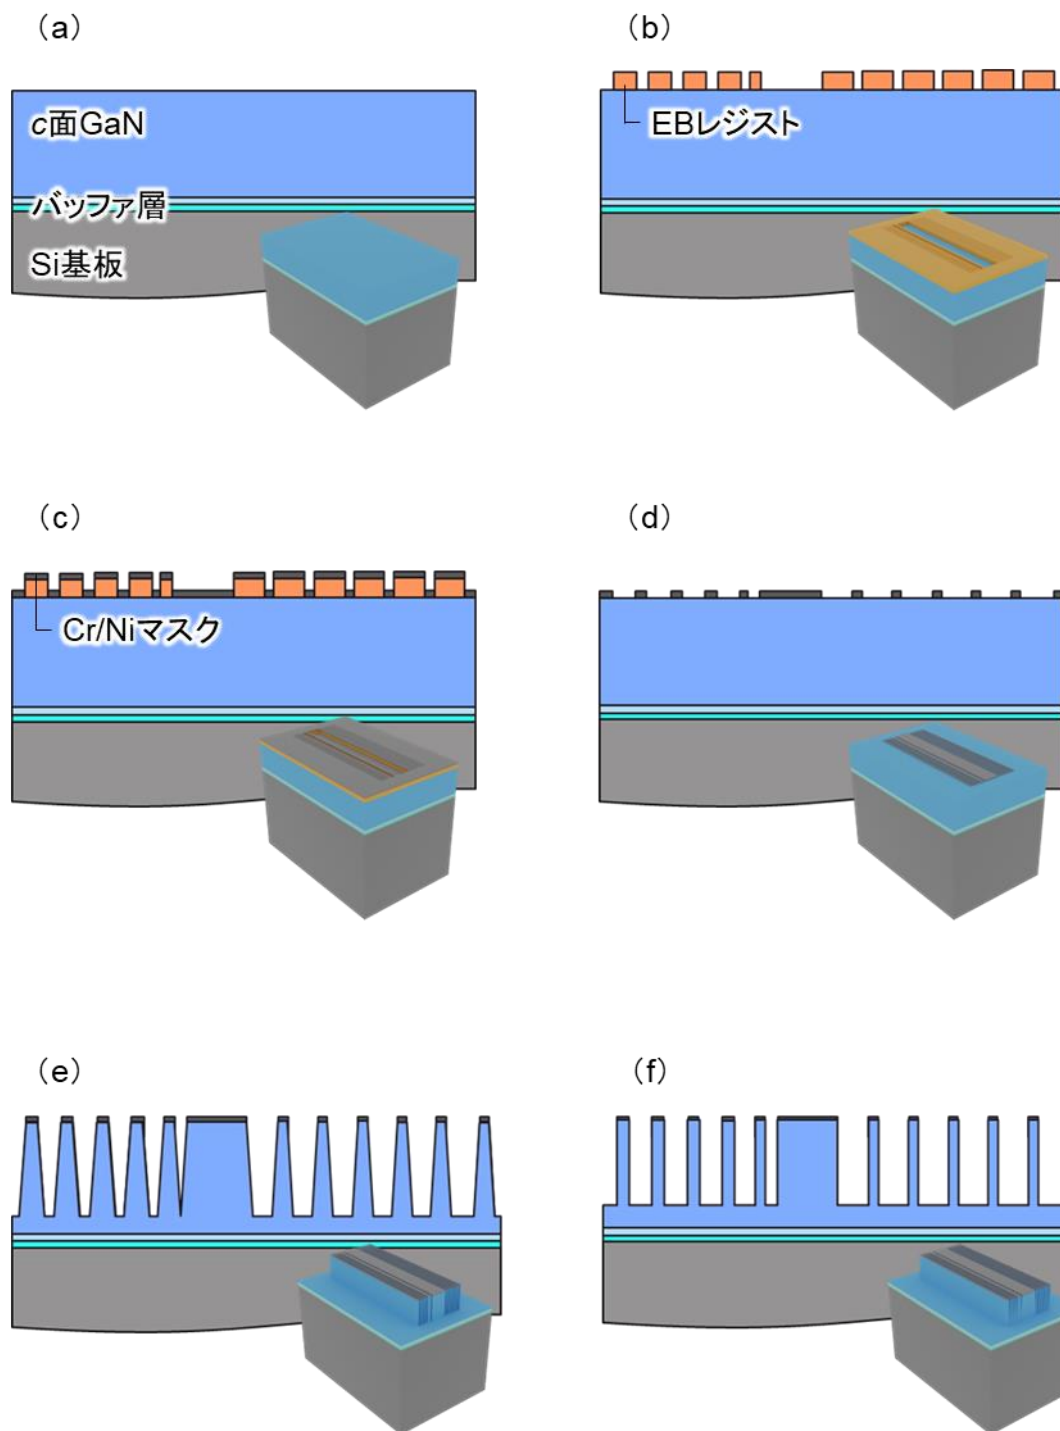 （a）
（b）
c面GaN
バッファ層
Si基板
EBレジスト
（c）
（d）
Cr/Niマスク
（e）
（f）